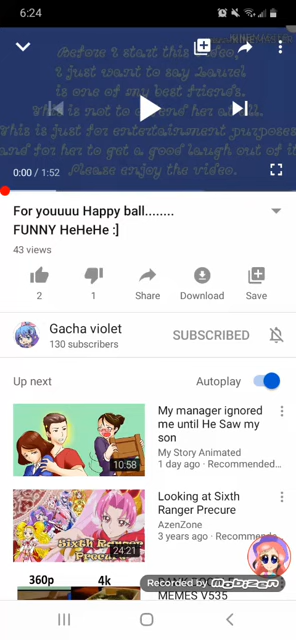 6:24
Before I start this video,
I just want to say Laurel
is one of my best friends.
This is not to offend her at all.
This is just for entertainment purposes
and for her to get a good laugh out of it
Please enjoy the video.
0:00 / 1:52
For youuuu Happy ball........
FUNNY HeHeHe :]
43 views
2
1
Share
Download
Save
Gacha violet
130 subscribers
SUBSCRIBED
Up next
Autoplay
My manager ignored
me until He Saw my
son
My Story Animated
1 day ago · Recommended...
10:58
Looking at Sixth
Ranger Precure
AzenZone
3 years ago · Recommend
Sixth Ranger
Precure
24:21
Recorded by Mobizen
360p
4k
MEMES V535